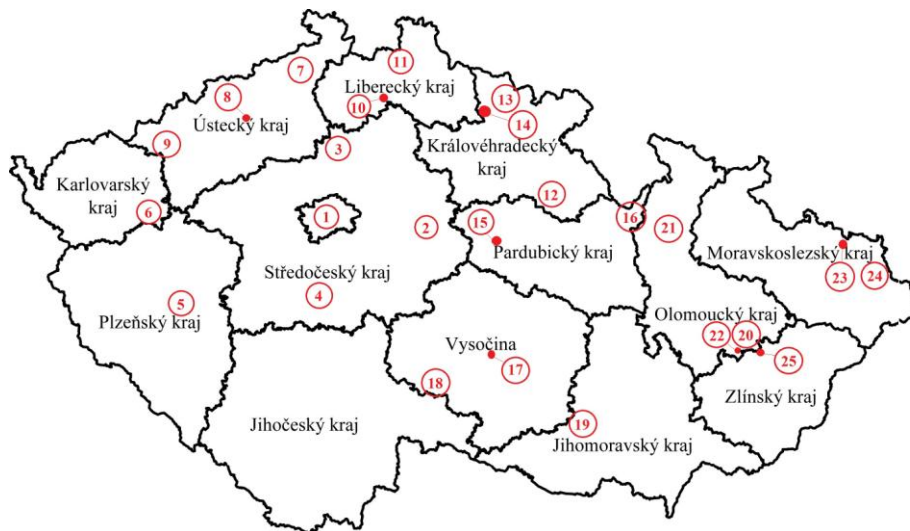 7
11
8
Liberecký kraj
13
10
Ústecký kraj
14
Královéhradecký
kraj
9
3
Karlovarský
kraj
12
6
1
2
15
16
21
Pardubický kraj
Moravskoslezský kraj
Středočeský kraj
23
24
5
4
Plzeňský kraj
Olomoucký kraj
22
20
Vysočina
17
25
18
Zlínský kraj
Jihočeský kraj
19
Jihomoravský kraj